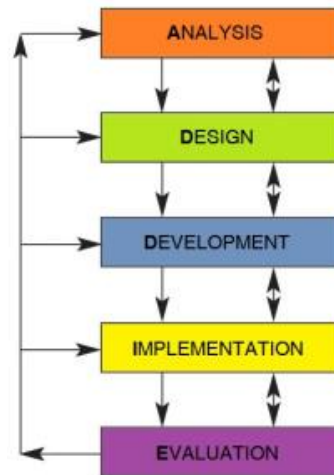 ANALYSIS
DESIGN
DEVELOPMENT
IMPLEMENTATION
EVALUATION